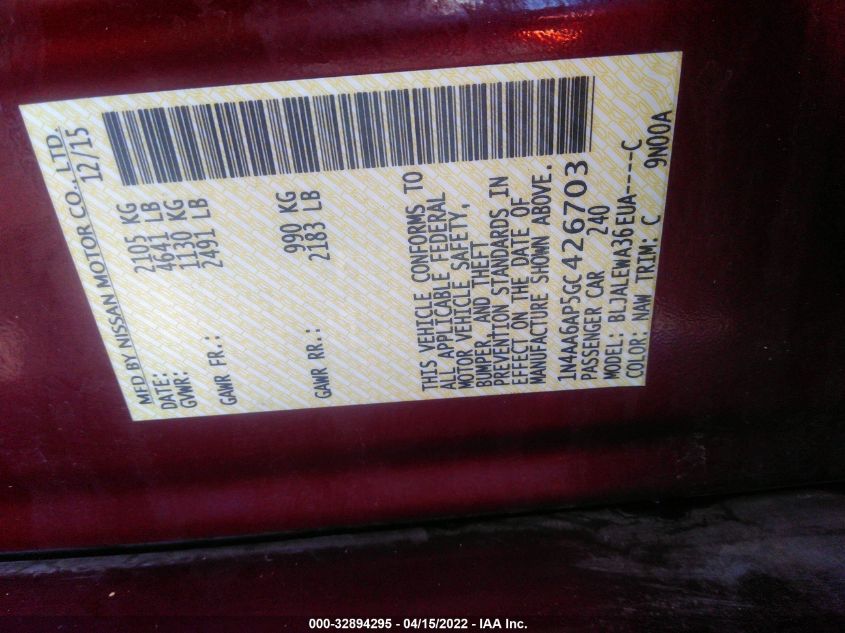 MFD BY NISSAN MOTOR CO., LTD.
DATE: 12/15
GVWR: 2105 KG
4641 LB
GAWR FR.: 1130 KG
2491 LB
GAWR RR.: 990 KG
2183 LB
THIS VEHICLE CONFORMS TO
ALL APPLICABLE FEDERAL
MOTOR VEHICLE SAFETY,
BUMPER, AND THEFT
PREVENTION STANDARDS IN
EFFECT ON THE DATE OF
MANUFACTURE SHOWN ABOVE.
1N4AA6AP5GC426703
PASSENGER CAR 240
MODEL: BLJALEWA36EUA----C
COLOR: NAW TRIM: C 9N00A
000-32894295 - 04/15/2022 - IAA Inc.